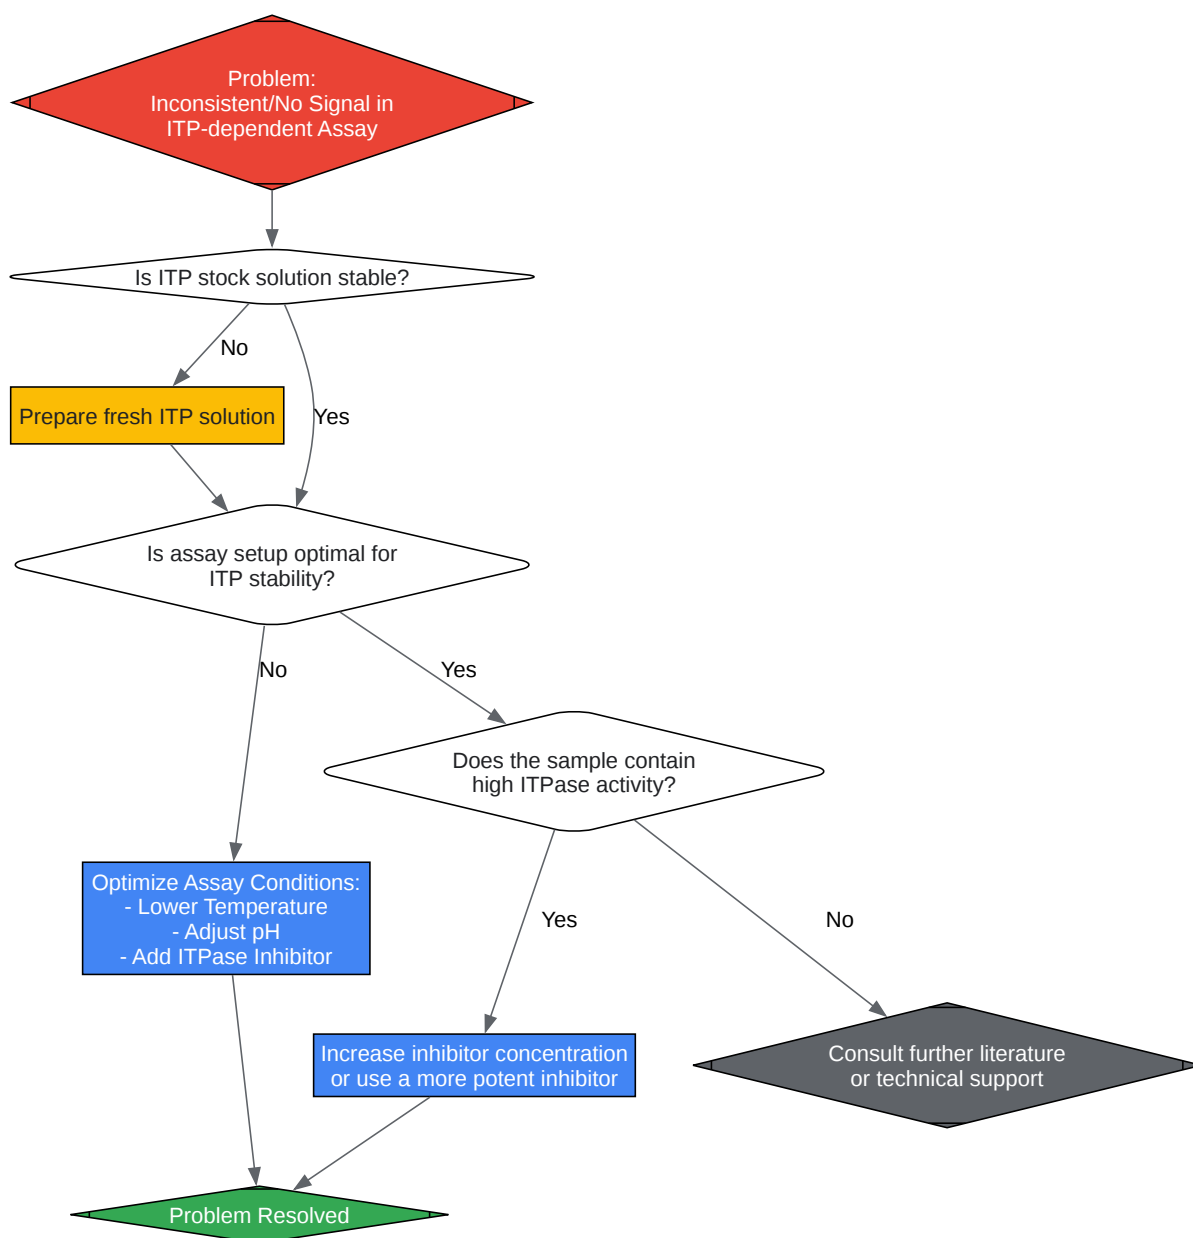 Problem:
Inconsistent/No Signal in
ITP-dependent Assay
Is ITP stock solution stable?
No
Yes
Prepare fresh ITP solution
Is assay setup optimal for
ITP stability?
No
Yes
Does the sample contain
high ITPase activity?
Optimize Assay Conditions:
- Lower Temperature
- Adjust pH
- Add ITPase Inhibitor
Yes
No
Increase inhibitor concentration
or use a more potent inhibitor
Consult further literature
or technical support
Problem Resolved